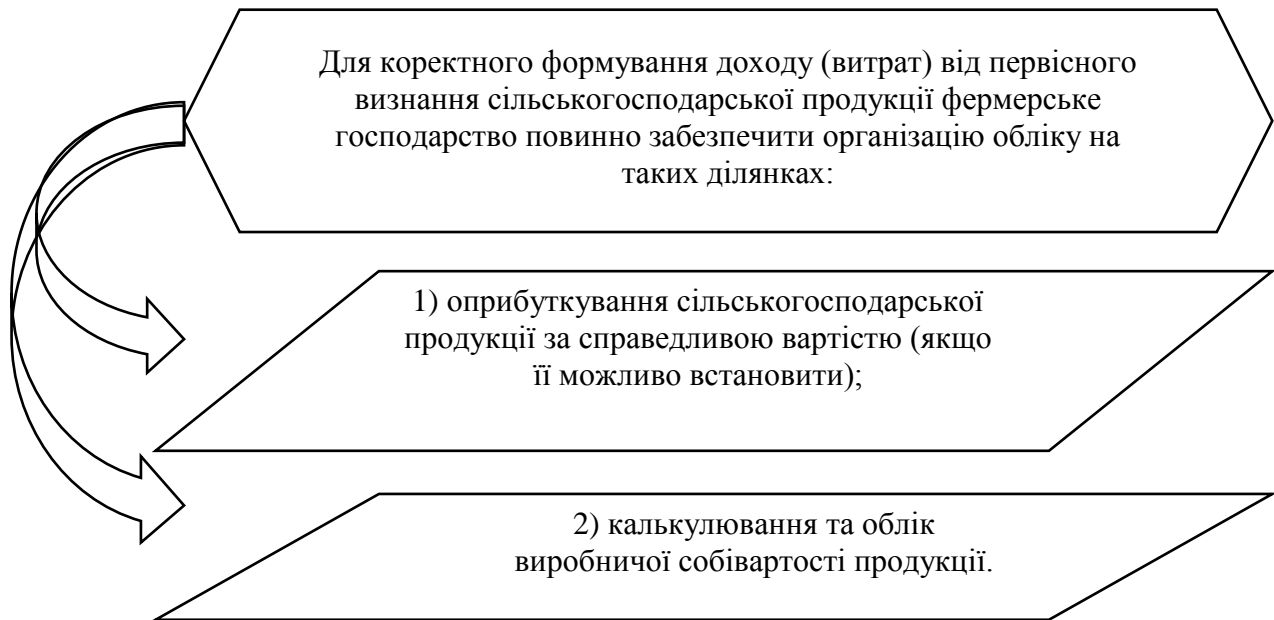 Для коректного формування доходу (витрат) від первісного
визнання сільськогосподарської продукції фермерське
господарство повинно забезпечити організацію обліку на
таких ділянках:
1) оприбуткування сільськогосподарської
продукції за справедливою вартістю (якщо
її можливо встановити);
2) калькулювання та облік
виробничої собівартості продукції.